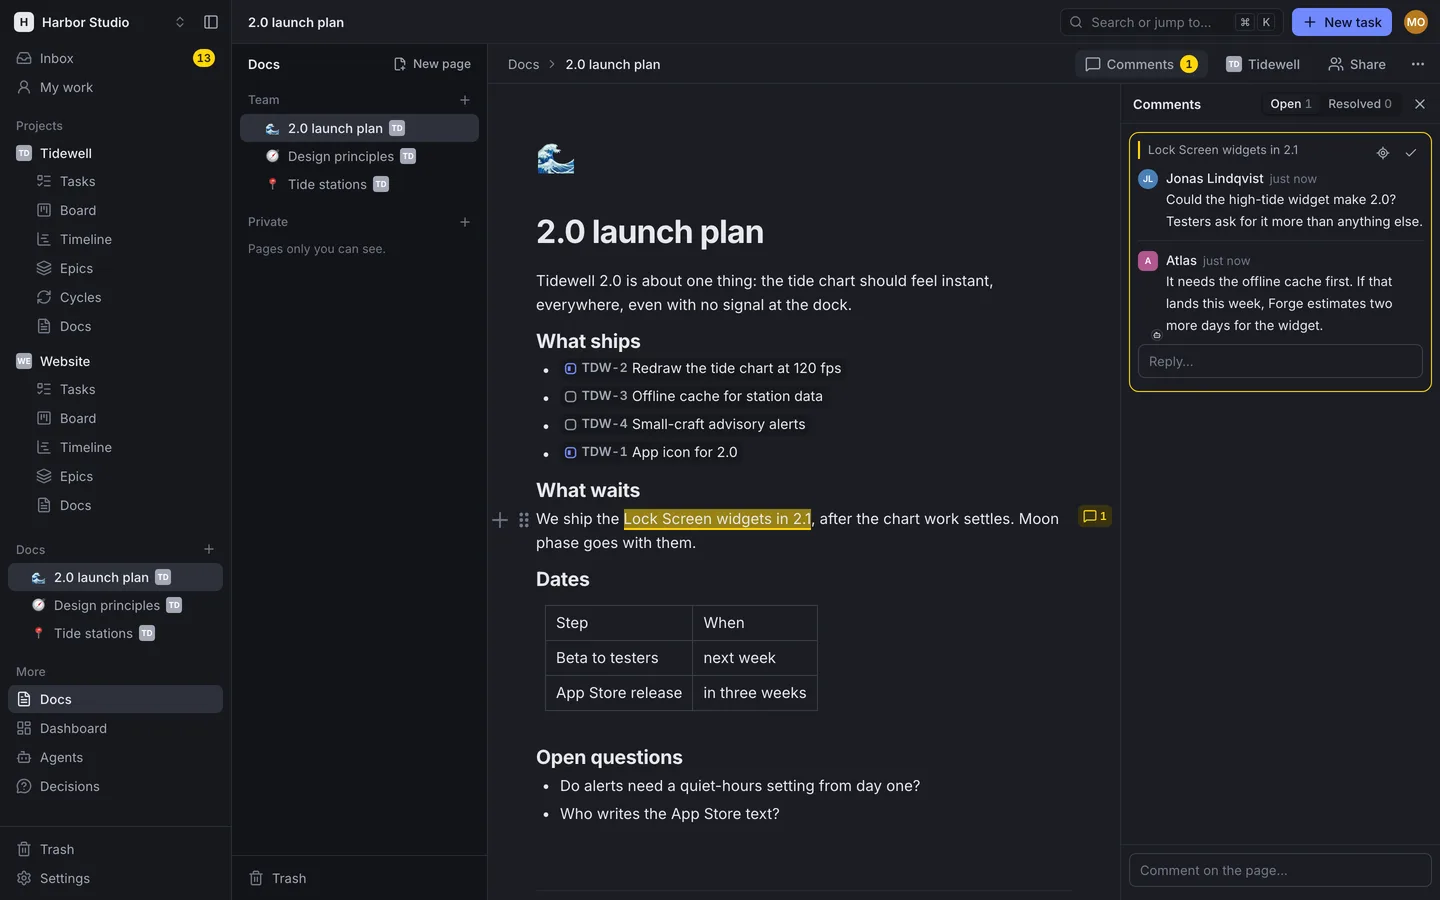 H Harbor Studio
Inbox 13
My work
Projects
TD Tidewell
Tasks
Board
Timeline
Epics
Cycles
Docs
WE Website
Tasks
Board
Timeline
Epics
Docs
Docs
2.0 launch plan TD
Design principles TD
Tide stations TD
More
Docs
Dashboard
Agents
Decisions
Trash
Settings
2.0 launch plan
Search or jump to... ⌘ K
New task
MO
Docs
New page
Team
2.0 launch plan TD
Design principles TD
Tide stations TD
Private
Pages only you can see.
Trash
Docs > 2.0 launch plan
Comments 1
TD Tidewell
Share
2.0 launch plan
Tidewell 2.0 is about one thing: the tide chart should feel instant,
everywhere, even with no signal at the dock.
What ships
• TDW-2 Redraw the tide chart at 120 fps
• TDW-3 Offline cache for station data
• TDW-4 Small-craft advisory alerts
• TDW-1 App icon for 2.0
What waits
We ship the Lock Screen widgets in 2.1, after the chart work settles. Moon
phase goes with them.
1
Dates
Step When
Beta to testers next week
App Store release in three weeks
Open questions
• Do alerts need a quiet-hours setting from day one?
• Who writes the App Store text?
Comments
Open 1 Resolved 0
Lock Screen widgets in 2.1
JL Jonas Lindqvist just now
Could the high-tide widget make 2.0?
Testers ask for it more than anything else.
A Atlas just now
It needs the offline cache first. If that
lands this week, Forge estimates two
more days for the widget.
Reply...
Comment on the page...